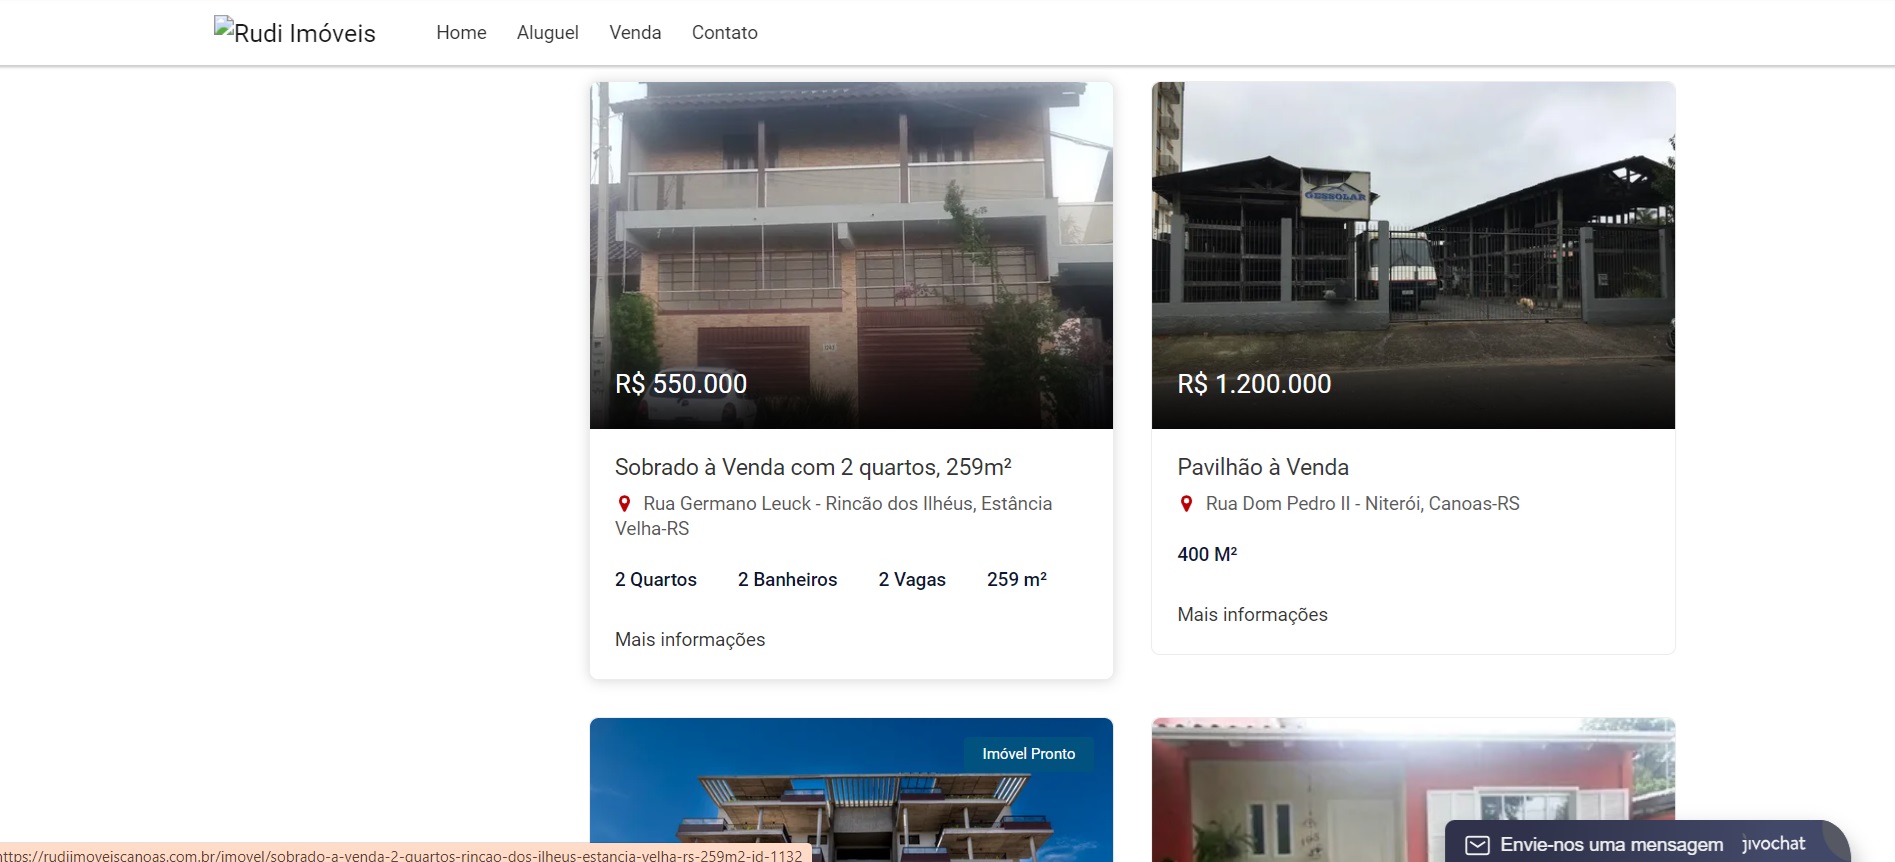 Rudi Imóveis
Home
Aluguel
Venda
Contato
GESSOLAR
R$ 550.000
R$ 1.200.000
Sobrado à Venda com 2 quartos, 259m²
Rua Germano Leuck - Rincão dos Ilhéus, Estância
Velha-RS
2 Quartos
2 Banheiros
2 Vagas
259 m²
Mais informações
Pavilhão à Venda
Rua Dom Pedro II - Niterói, Canoas-RS
400 M²
Mais informações
Imóvel Pronto
Envie-nos uma mensagem
jivochat
https://rudiimoveiscanoas.com.br/imovel/sobrado-a-venda-2-quartos-rincao-dos-ilheus-estancia-velha-rs-259m2-id-1132